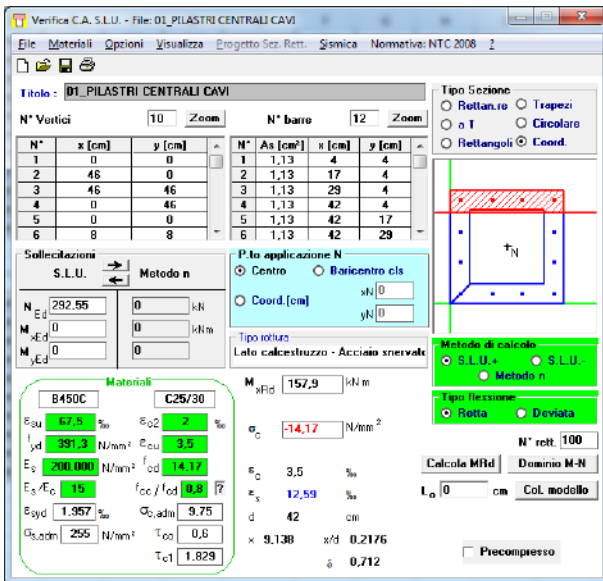 Verifica C.A. S.L.U. - File: 01_PILASTRI CENTRALI CAVI
File Materiali Opzioni Visualizza Progetto Sez. Rett. Sismica Normativa: NTC 2008 ?
Titolo : 01_PILASTRI CENTRALI CAVI
N° Vertici 10 Zoom N° barre 12 Zoom
N° x [cm] y [cm]
1 0 0
2 46 0
3 46 46
4 0 46
5 0 0
6 8 8
N° As [cm²] x [cm] y [cm]
1 1,13 4 4
2 1,13 17 4
3 1,13 29 4
4 1,13 42 4
5 1,13 42 17
6 1,13 42 29
Tipo Sezione
Rettan.re Trapezi
a T Circolare
Rettangoli Coord.
N
Sollecitazioni
S.L.U. Metodo n
N Ed 292.55 0 kN
M xEd 0 0 kNm
M yEd 0 0
P.to applicazione N
Centro Baricentro cls
Coord.[cm] xN 0
yN 0
Tipo rottura
Lato calcestruzzo - Acciaio snervato
Metodo di calcolo
S.L.U.+ S.L.U.-
Metodo n
Tipo flessione
Retta Deviata
N° rett. 100
Calcola MRd Dominio M-N
L₀ 0 cm Col. modello
Precompresso
Materiali
B450C C25/30
εsu 67,5 ‰ εc2 2 ‰
fyd 391,3 N/mm² εcu 3,5
Es 200.000 N/mm² fcd 14.17
Es/Ec 15 fcc / fcd 0,8 ?
εsyd 1.957 ‰ σc,adm 9.75
σs,adm 255 N/mm² τco 0,6
τc1 1.829
M xRd 157,9 kN m
σc -14,17 N/mm²
εc 3,5 ‰
εs 12,59 ‰
d 42 cm
x 9.138 x/d 0.2176
δ 0,712